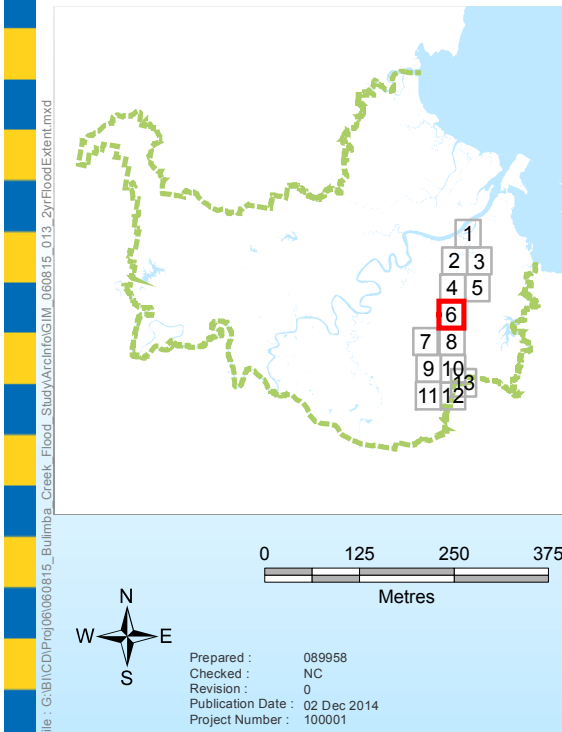 ile : G:\BI\CD\Proj06\060815_Bulimba_Creek_Flood_Study\ArcInfo\GIM_060815_013_2yrFloodExtent.mxd
1
2 3
4 5
6
7 8
9 10
13
11 12
0 125 250 375
Metres
N
W E
S
Prepared : 089958
Checked : NC
Revision : 0
Publication Date : 02 Dec 2014
Project Number : 100001